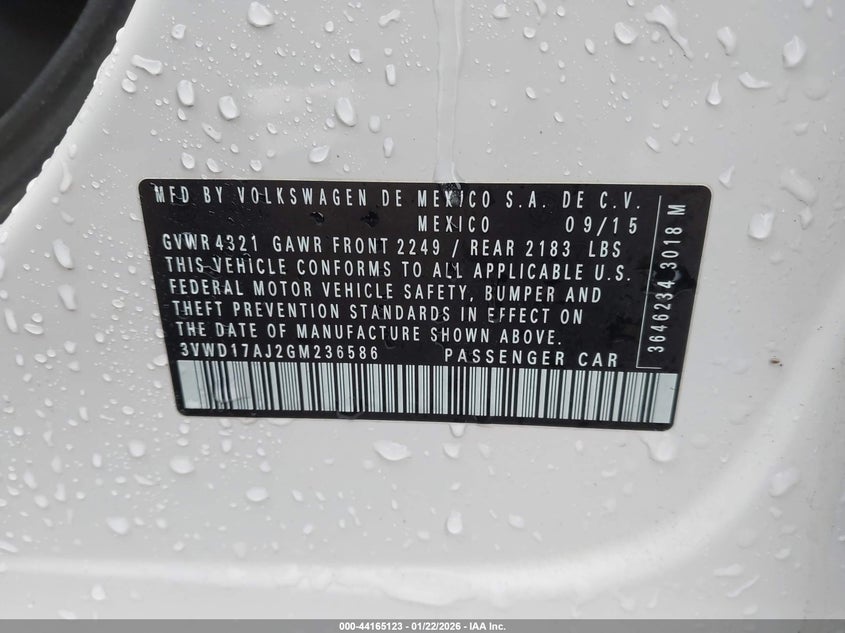 MFD BY VOLKSWAGEN DE MEXICO S.A. DE C.V.
MEXICO 09/15
GVWR 4321 GAWR FRONT 2249 / REAR 2183 LBS
THIS VEHICLE CONFORMS TO ALL APPLICABLE U.S.
FEDERAL MOTOR VEHICLE SAFETY, BUMPER AND
THEFT PREVENTION STANDARDS IN EFFECT ON
THE DATE OF MANUFACTURE SHOWN ABOVE.
3VWD17AJ2GM236586 PASSENGER CAR
3646234 3018 M
000-44165123 - 01/22/2026 - IAA Inc.